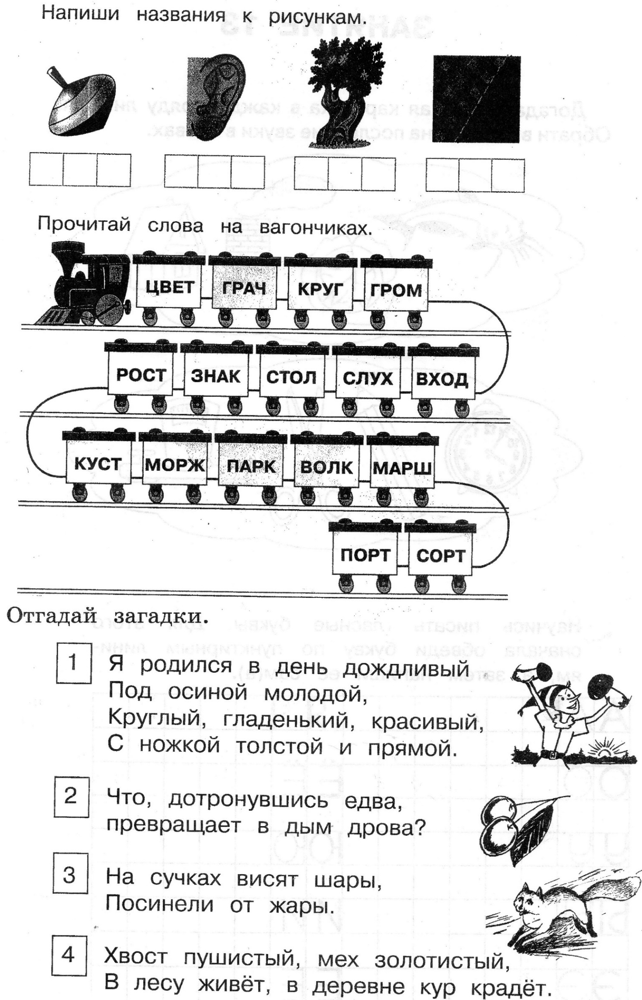 Напиши названия к рисункам.
Прочитай слова на вагончиках.
ЦВЕТ ГРАЧ КРУГ ГРОМ
РОСТ ЗНАК СТОЛ СЛУХ ВХОД
КУСТ МОРЖ ПАРК ВОЛК МАРШ
ПОРТ СОРТ
Отгадай загадки.
1 Я родился в день дождливый
Под осиной молодой,
Круглый, гладенький, красивый,
С ножкой толстой и прямой.
2 Что, дотронувшись едва,
превращает в дым дрова?
3 На сучках висят шары,
Посинели от жары.
4 Хвост пушистый, мех золотистый,
В лесу живёт, в деревне кур крадёт.